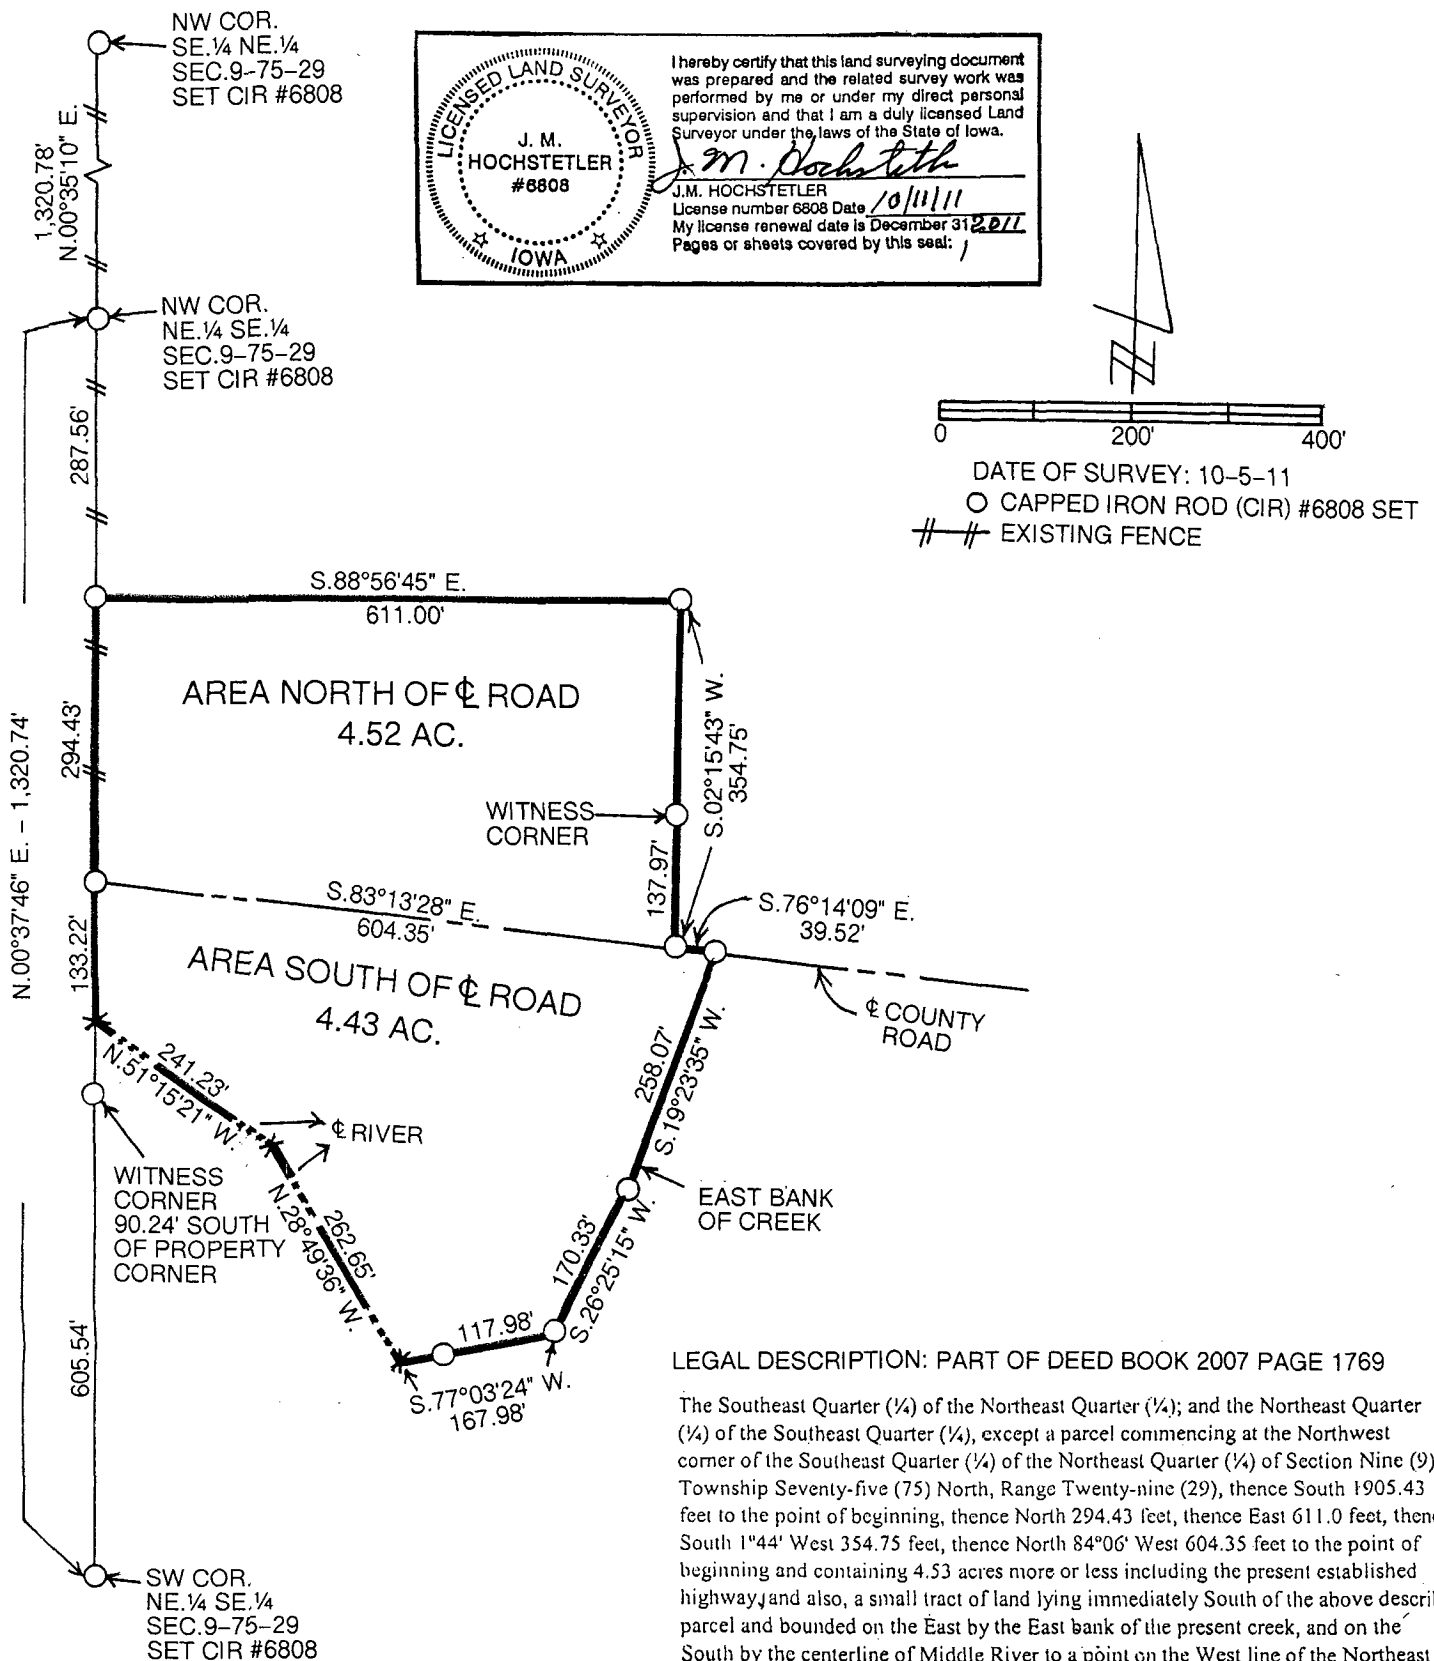 NW COR.
SE.¼ NE.¼
SEC.9-75-29
SET CIR #6808
1,320.78'
N.00°35'10" E.
LICENSED LAND SURVEYOR
J. M.
HOCHSTETLER
#6808
IOWA
I hereby certify that this land surveying document
was prepared and the related survey work was
performed by me or under my direct personal
supervision and that I am a duly licensed Land
Surveyor under the laws of the State of Iowa.
J. M. Hochstetler
J.M. HOCHSTETLER
License number 6808 Date 10/11/11
My license renewal date is December 31 2011
Pages or sheets covered by this seal: 1
NW COR.
NE.¼ SE.¼
SEC.9-75-29
SET CIR #6808
287.56'
N
0 200' 400'
DATE OF SURVEY: 10-5-11
CAPPED IRON ROD (CIR) #6808 SET
EXISTING FENCE
S.88°56'45" E.
611.00'
AREA NORTH OF ℄ ROAD
4.52 AC.
294.43'
N.00°37'46" E. - 1,320.74'
WITNESS
CORNER
S.02°15'43" W.
354.75'
137.97'
S.83°13'28" E.
604.35'
S.76°14'09" E.
39.52'
133.22'
AREA SOUTH OF ℄ ROAD
4.43 AC.
℄ COUNTY
ROAD
241.23'
N.51°15'21" W.
℄ RIVER
258.07'
S.19°23'35" W.
WITNESS
CORNER
90.24' SOUTH
OF PROPERTY
CORNER
262.65'
N.28°49'36" W.
EAST BANK
OF CREEK
170.33'
S.26°25'15" W.
117.98'
S.77°03'24" W.
167.98'
605.54'
SW COR.
NE.¼ SE.¼
SEC.9-75-29
SET CIR #6808
LEGAL DESCRIPTION: PART OF DEED BOOK 2007 PAGE 1769
The Southeast Quarter (¼) of the Northeast Quarter (¼); and the Northeast Quarter
(¼) of the Southeast Quarter (¼), except a parcel commencing at the Northwest
corner of the Southeast Quarter (¼) of the Northeast Quarter (¼) of Section Nine (9)
Township Seventy-five (75) North, Range Twenty-nine (29), thence South 1905.43
feet to the point of beginning, thence North 294.43 feet, thence East 611.0 feet, thenc
South 1"44' West 354.75 feet, thence North 84°06' West 604.35 feet to the point of
beginning and containing 4.53 acres more or less including the present established
highway, and also, a small tract of land lying immediately South of the above descri
parcel and bounded on the East by the East bank of the present creek, and on the
South by the centerline of Middle River to a point on the West line of the Northeast